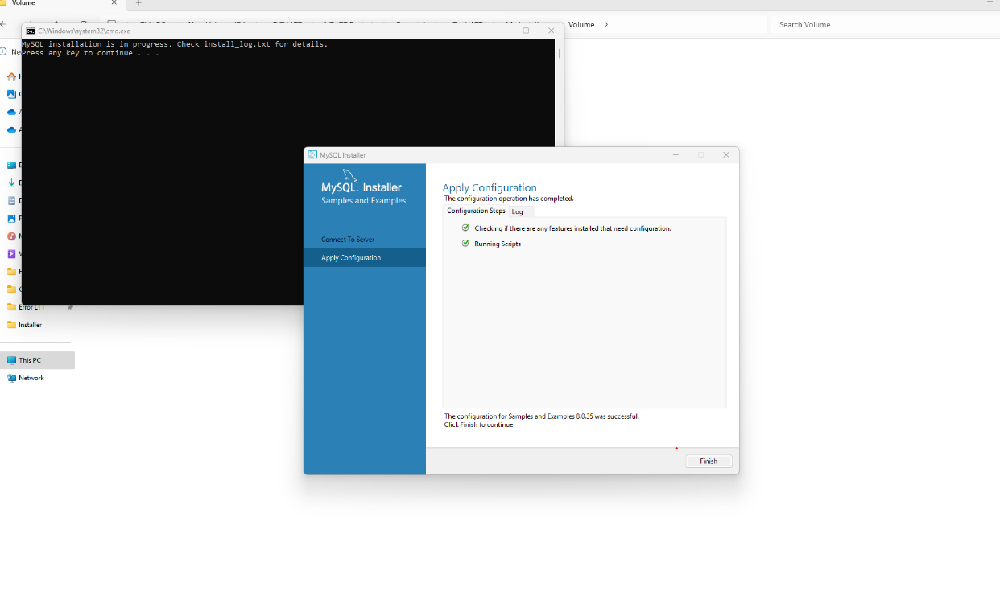 Volume
Volume
Search Volume
C:\Windows\system32\cmd.exe
MySQL installation is in progress. Check install_log.txt for details.
Press any key to continue . . .
Error LTT
Installer
This PC
Network
MySQL Installer
MySQL. Installer
Samples and Examples
Connect To Server
Apply Configuration
Apply Configuration
The configuration operation has completed.
Configuration Steps
Log
Checking if there are any features installed that need configuration.
Running Scripts
The configuration for Samples and Examples 8.0.35 was successful.
Click Finish to continue.
Finish